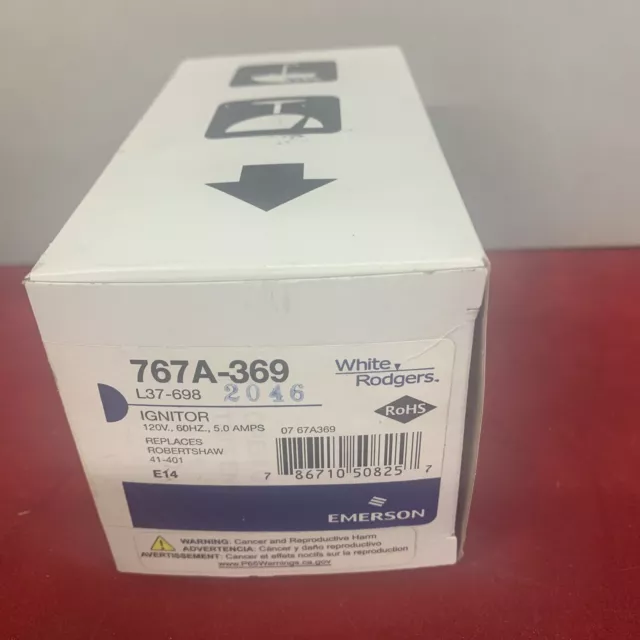 767A-369
White
Rodgers™
L37-698 2046
IGNITOR
120V., 60HZ., 5.0 AMPS
07 67A369
RoHS
REPLACES
ROBERTSHAW
41-401
E14
7 86710 50825 7
EMERSON
WARNING: Cancer and Reproductive Harm
ADVERTENCIA: Cáncer y daño reproductivo
AVERTISSEMENT: Cancer et effets nocifs sur la reproduction
www.P65Warnings.ca.gov